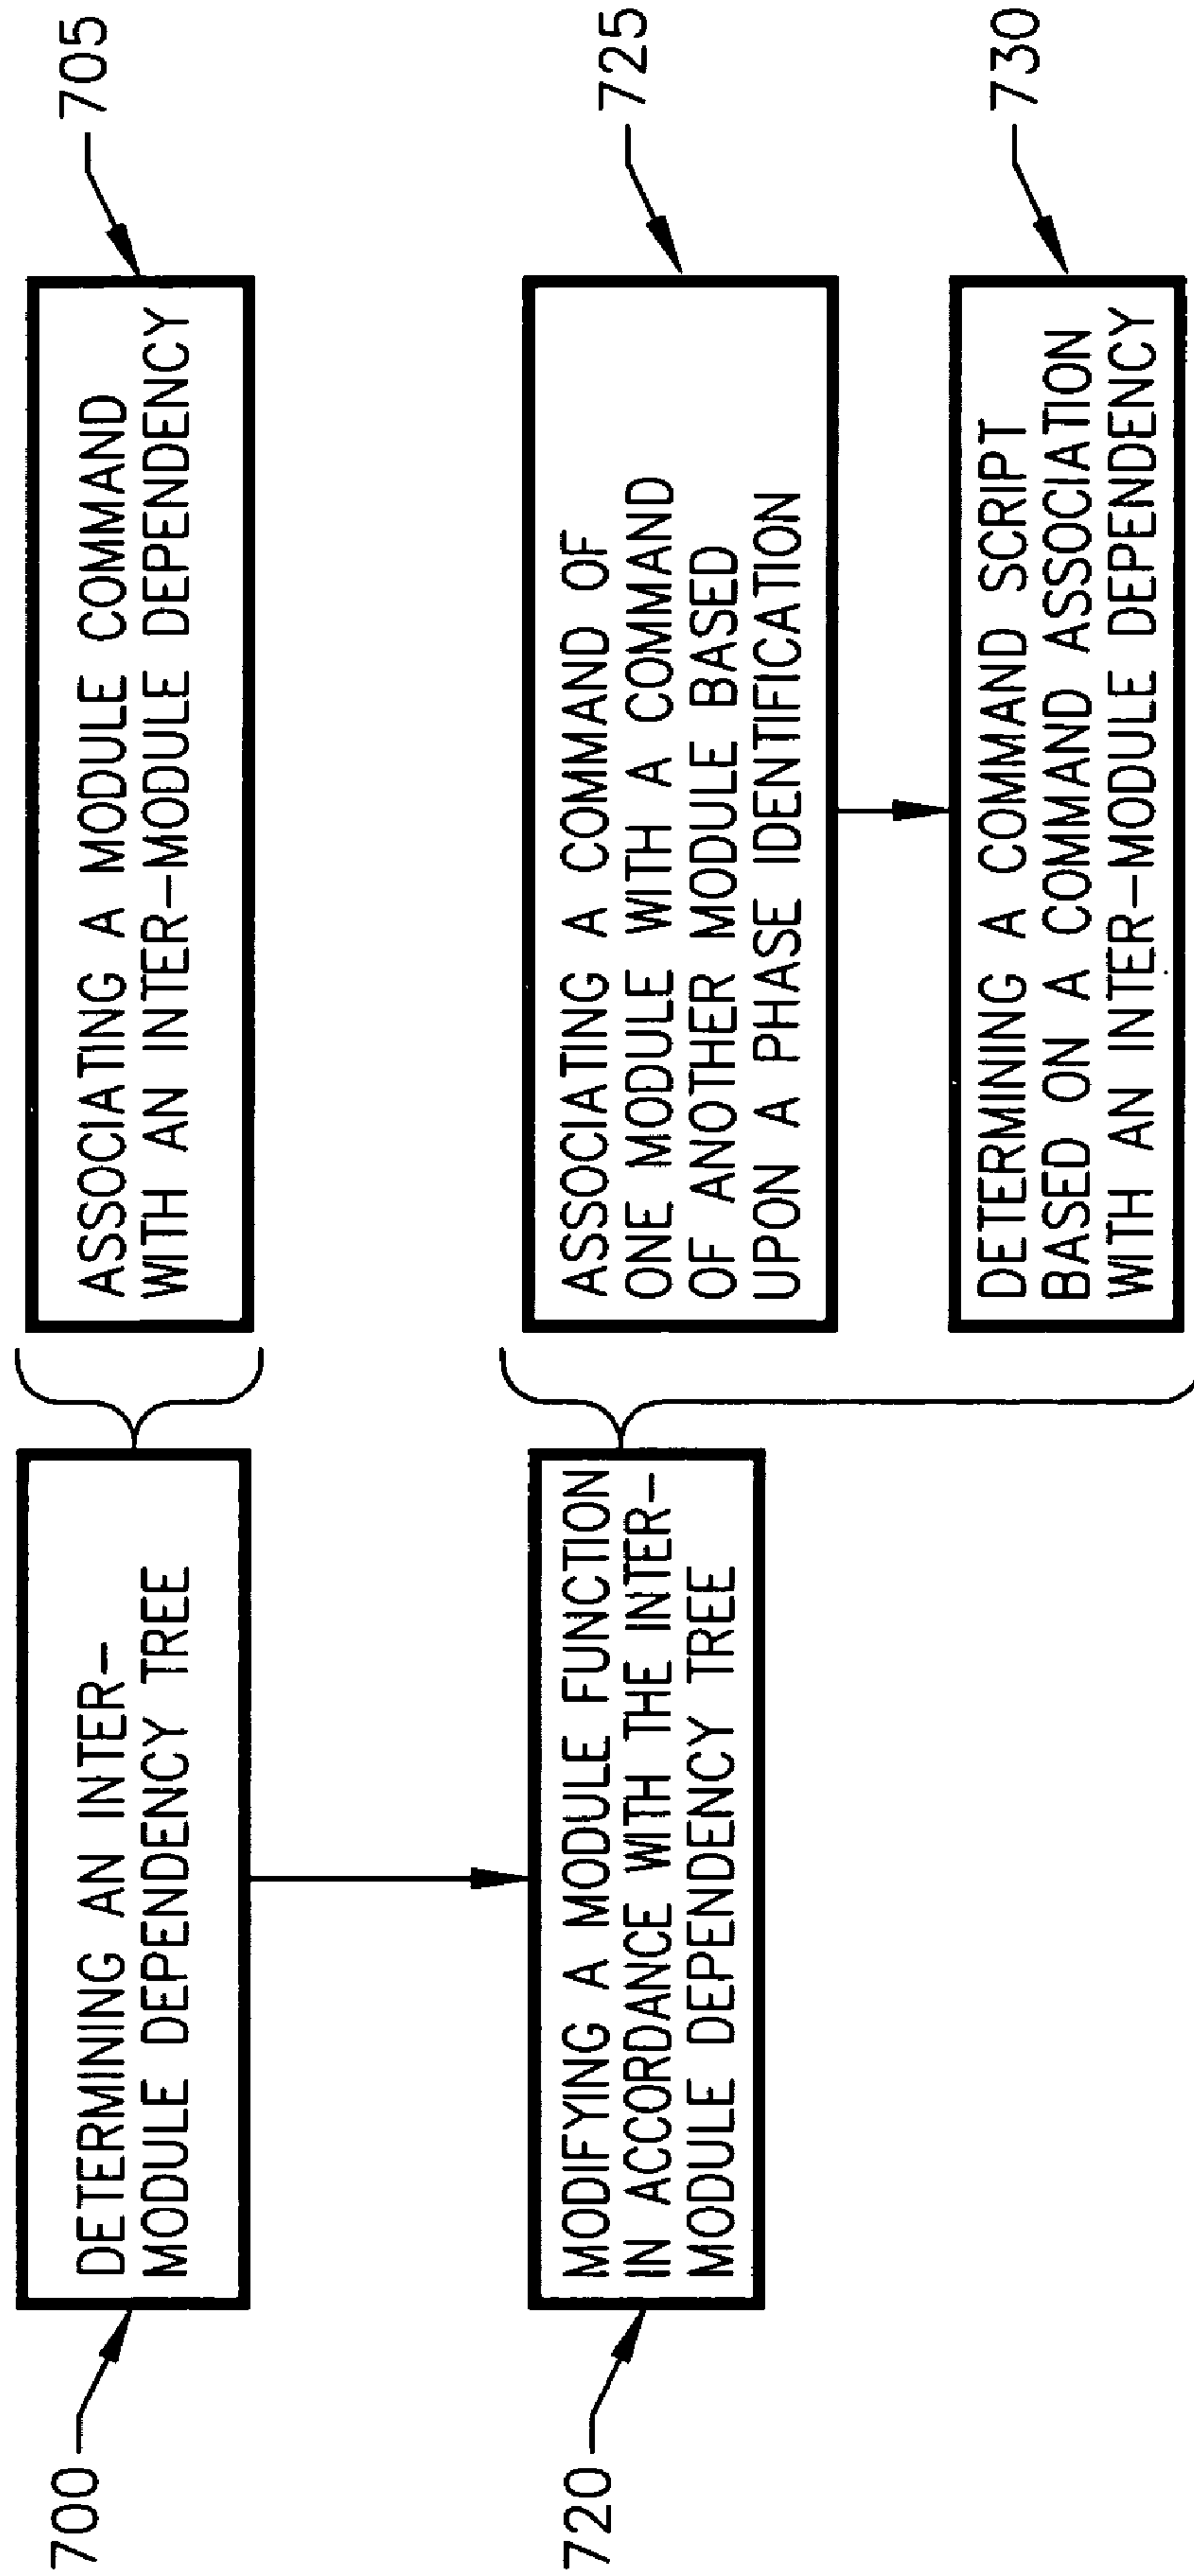 700
DETERMINING AN INTER-
MODULE DEPENDENCY TREE
ASSOCIATING A MODULE COMMAND
WITH AN INTER-MODULE DEPENDENCY
705
720
MODIFYING A MODULE FUNCTION
IN ACCORDANCE WITH THE INTER-
MODULE DEPENDENCY TREE
ASSOCIATING A COMMAND OF
ONE MODULE WITH A COMMAND
OF ANOTHER MODULE BASED
UPON A PHASE IDENTIFICATION
725
DETERMINING A COMMAND SCRIPT
BASED ON A COMMAND ASSOCIATION
WITH AN INTER-MODULE DEPENDENCY
730